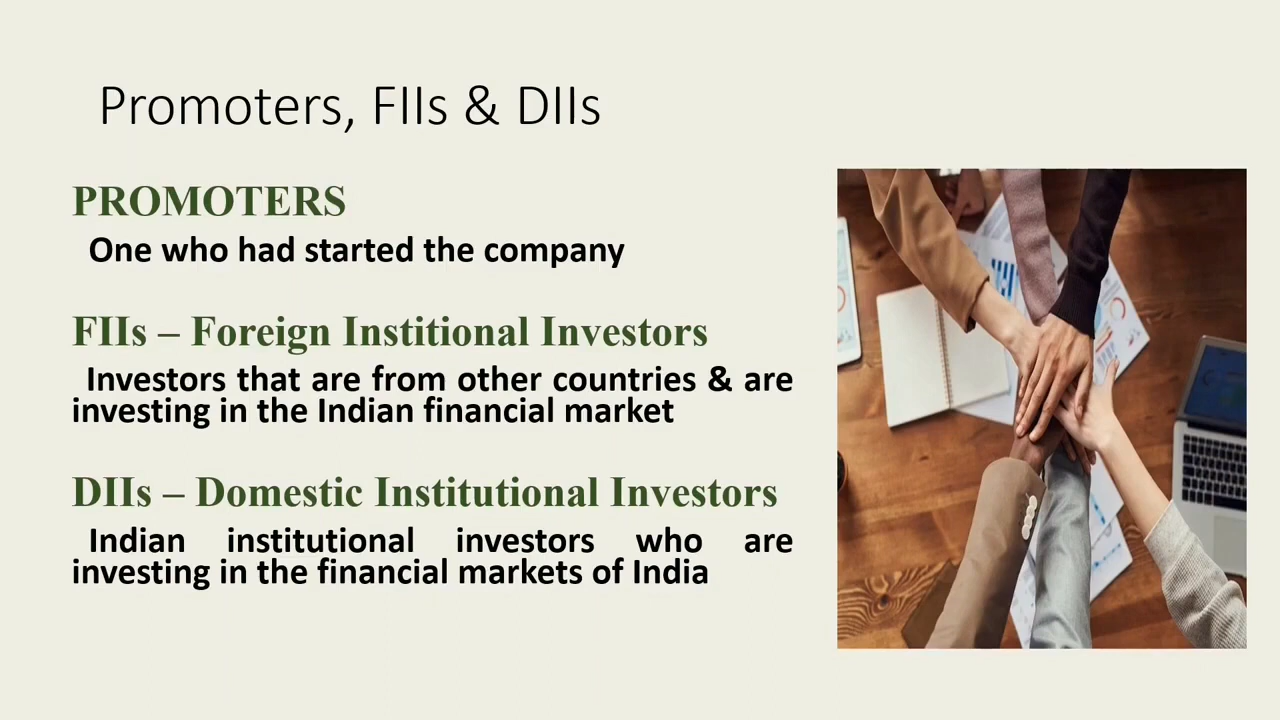 Promoters, FIIs & DIIs
PROMOTERS
One who had started the company
FIIs – Foreign Institional Investors
Investors that are from other countries & are
investing in the Indian financial market
DIIs – Domestic Institutional Investors
Indian institutional investors who are
investing in the financial markets of India